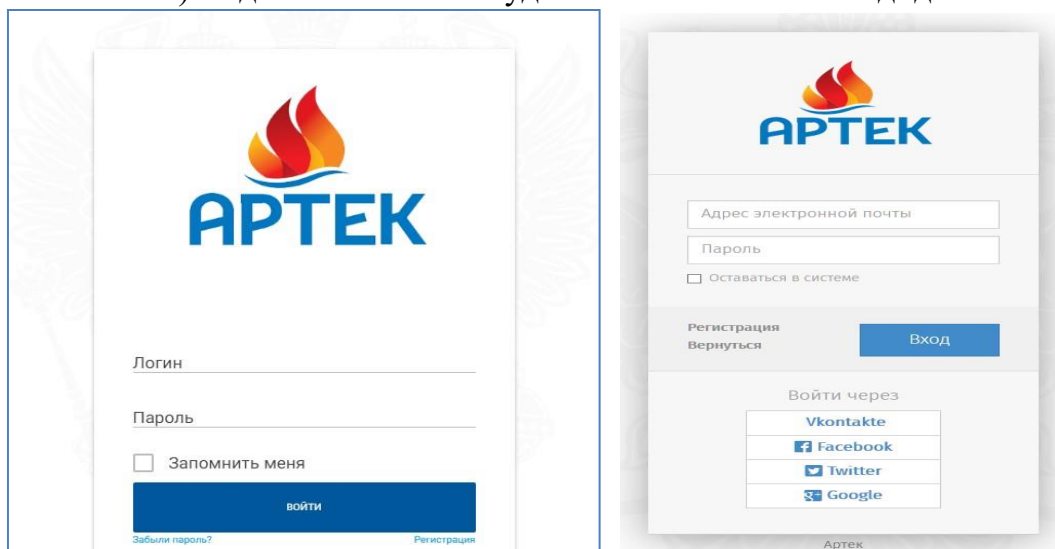 АРТЕК
Логин
Пароль
Запомнить меня
ВОЙТИ
Забыли пароль?
Регистрация
АРТЕК
Адрес электронной почты
Пароль
Оставаться в системе
Регистрация
Вернуться
Вход
Войти через
Vkontakte
Facebook
Twitter
Google
Артек